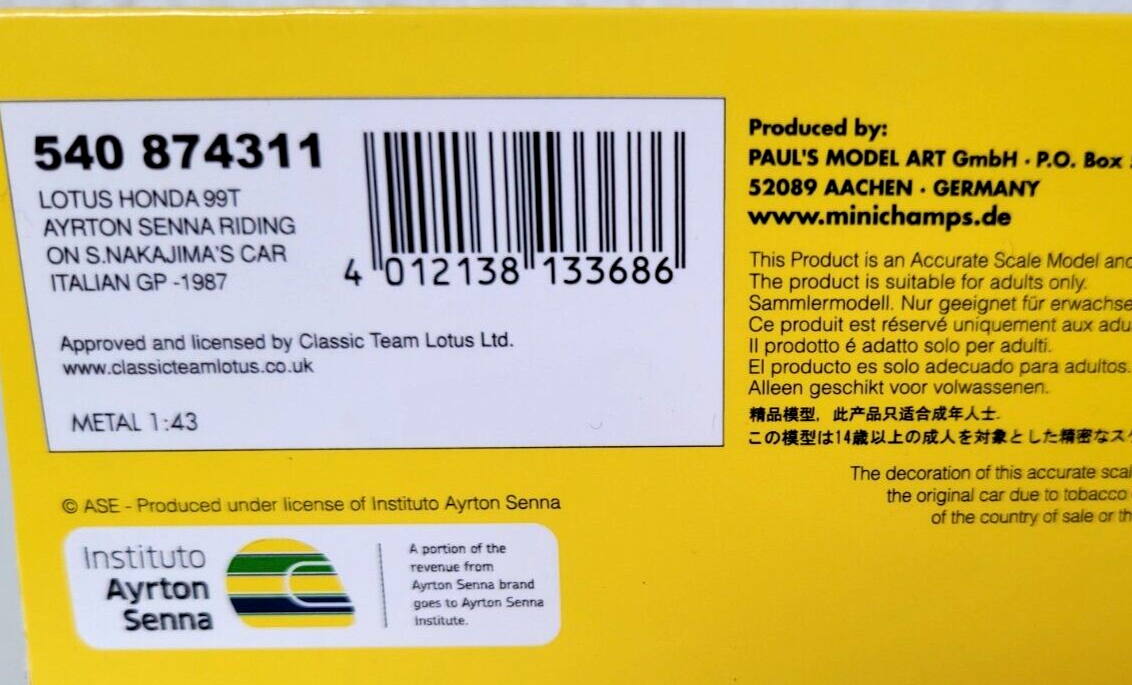 540 874311
LOTUS HONDA 99T
AYRTON SENNA RIDING
ON S.NAKAJIMA'S CAR
ITALIAN GP -1987
4 012138 133686
Approved and licensed by Classic Team Lotus Ltd.
www.classicteamlotus.co.uk
METAL 1:43
© ASE - Produced under license of Instituto Ayrton Senna
Instituto
Ayrton
Senna
A portion of the
revenue from
Ayrton Senna brand
goes to Ayrton Senna
Institute.
Produced by:
PAUL'S MODEL ART GmbH · P.O. Box
52089 AACHEN · GERMANY
www.minichamps.de
This Product is an Accurate Scale Model and
The product is suitable for adults only.
Sammlermodell. Nur geeignet für erwachse
Ce produit est réservé uniquement aux adu
Il prodotto é adatto solo per adulti.
El producto es solo adecuado para adultos.
Alleen geschikt voor volwassenen.
精品模型, 此产品只适合成年人士.
この模型は14歳以上の成人を対象とした精密なス
The decoration of this accurate scal
the original car due to tobacco
of the country of sale or th